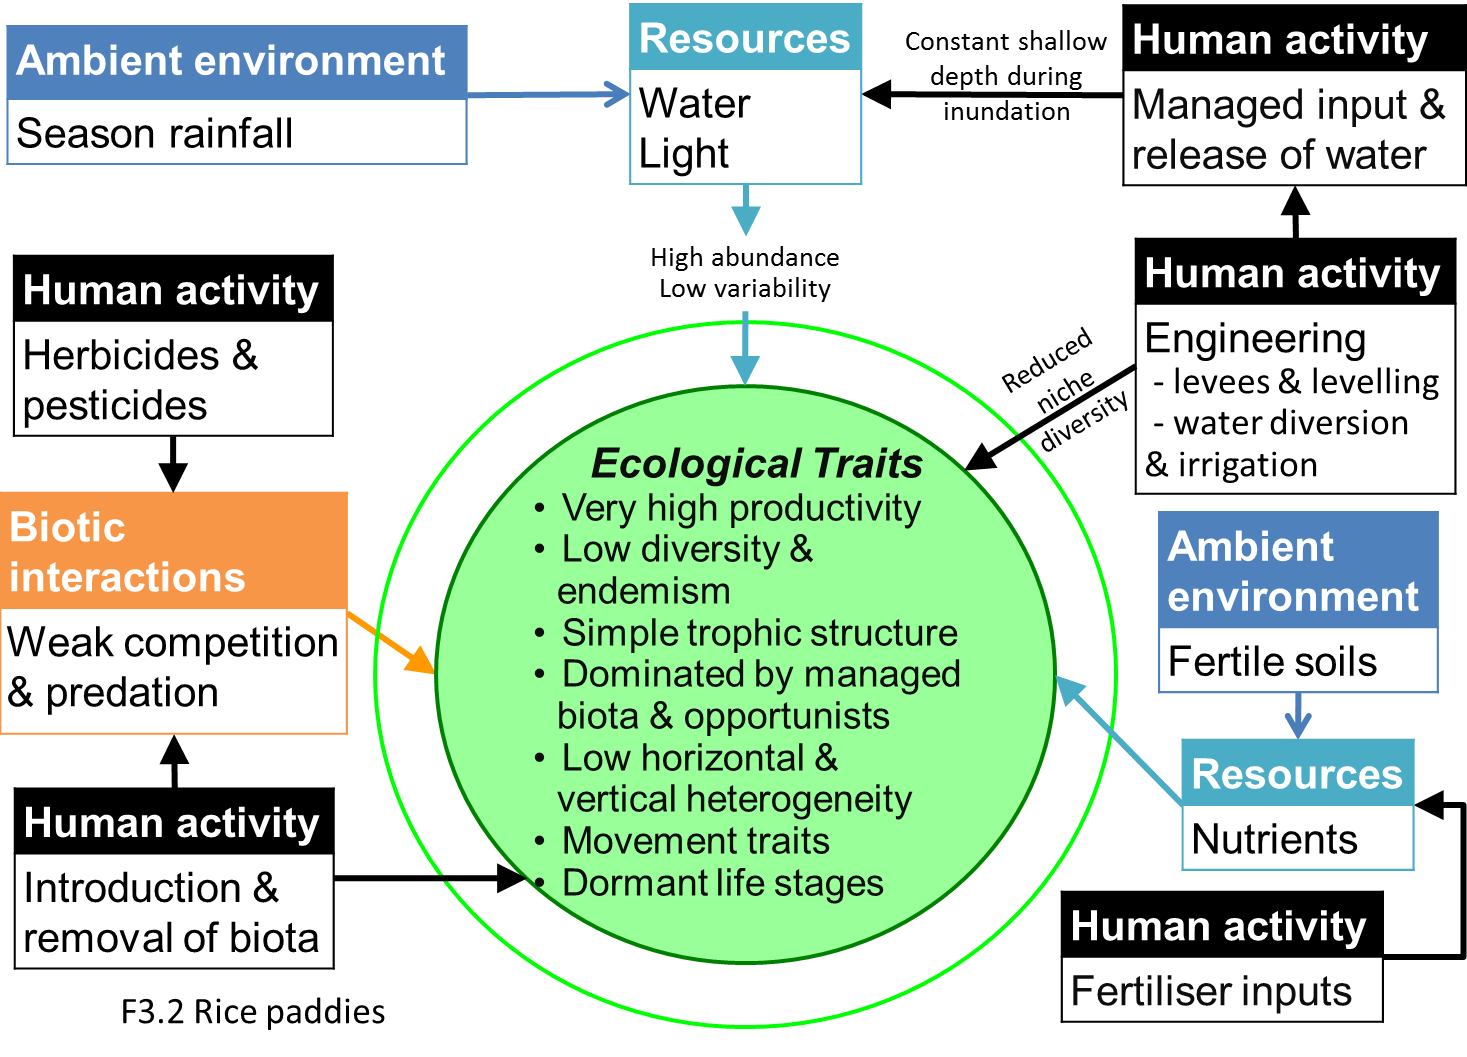 Ambient environment
Season rainfall
Resources
Water
Light
Constant shallow
depth during
inundation
Human activity
Managed input &
release of water
High abundance
Low variability
Human activity
Herbicides &
pesticides
Human activity
Engineering
- levees & levelling
- water diversion
& irrigation
Reduced
niche
diversity
Biotic
interactions
Weak competition
& predation
Ecological Traits
• Very high productivity
• Low diversity &
endemism
• Simple trophic structure
• Dominated by managed
biota & opportunists
• Low horizontal &
vertical heterogeneity
• Movement traits
• Dormant life stages
Ambient
environment
Fertile soils
Resources
Nutrients
Human activity
Introduction &
removal of biota
Human activity
Fertiliser inputs
F3.2 Rice paddies